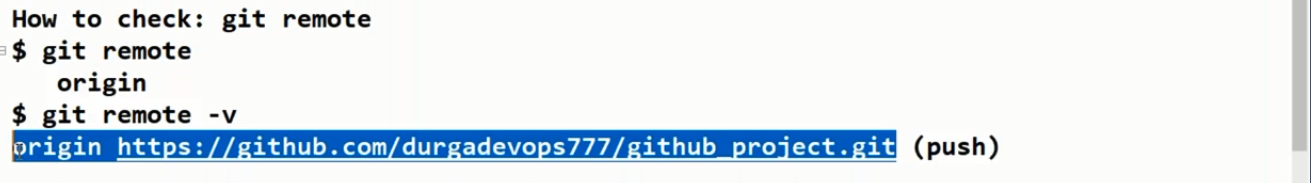 How to check: git remote
$ git remote
origin
$ git remote -v
origin https://github.com/durgadevops777/github_project.git (push)